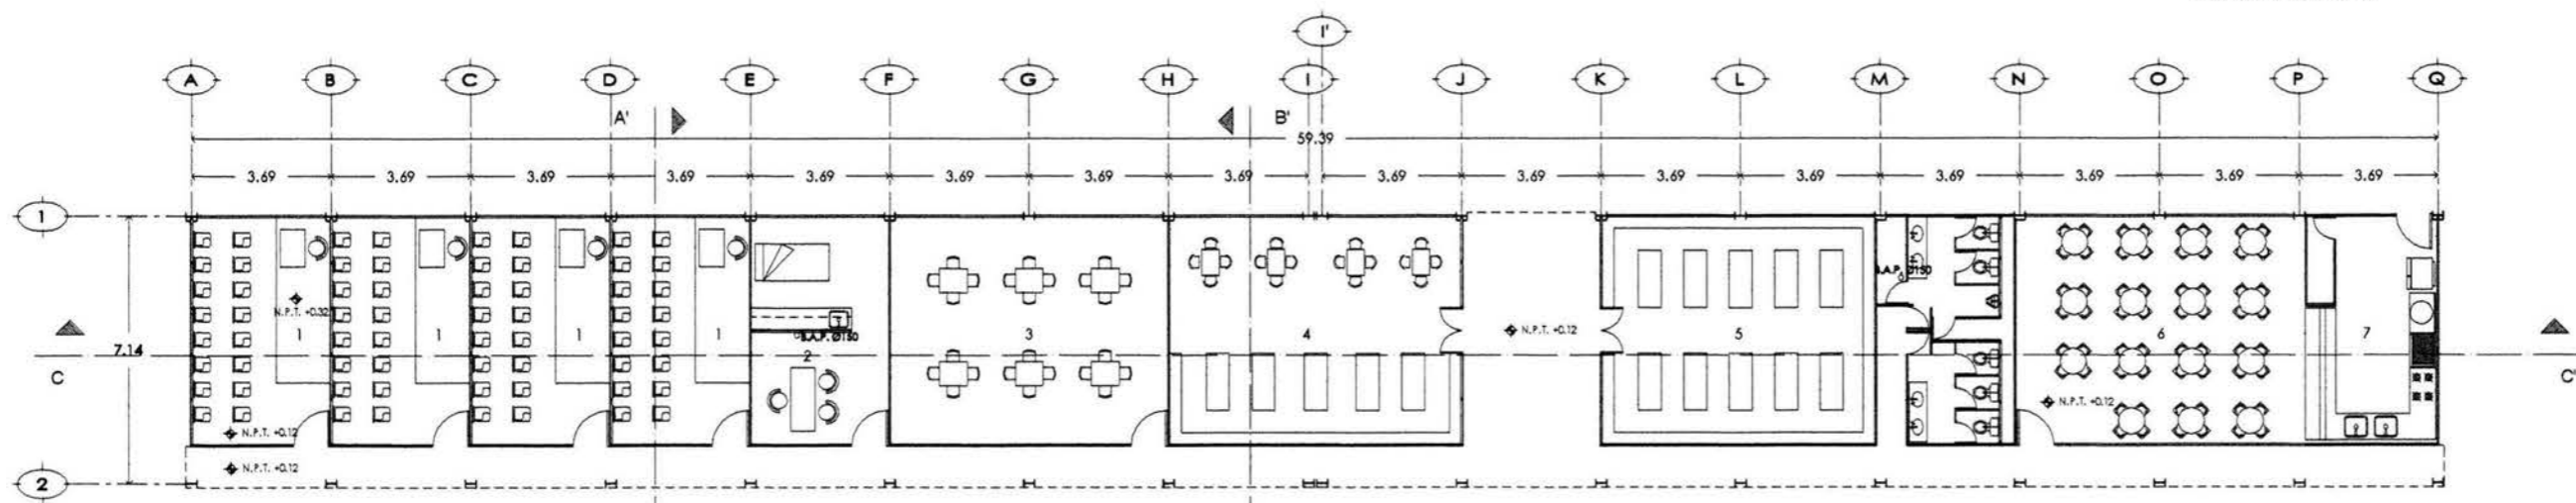 I'
A B C D E F G H I J K L M N O P Q
A' B'
59.39
3.69 3.69 3.69 3.69 3.69 3.69 3.69 3.69 3.69 3.69 3.69 3.69 3.69 3.69 3.69 3.69
1
B.A.P. Ø150
N.P.T. +0.32
1 1 1 1 3 4 N.P.T. +0.12 5 6 7
B.A.P. Ø150
7.14
2
C C'
N.P.T. +0.12
N.P.T. +0.12
N.P.T. +0.12
2